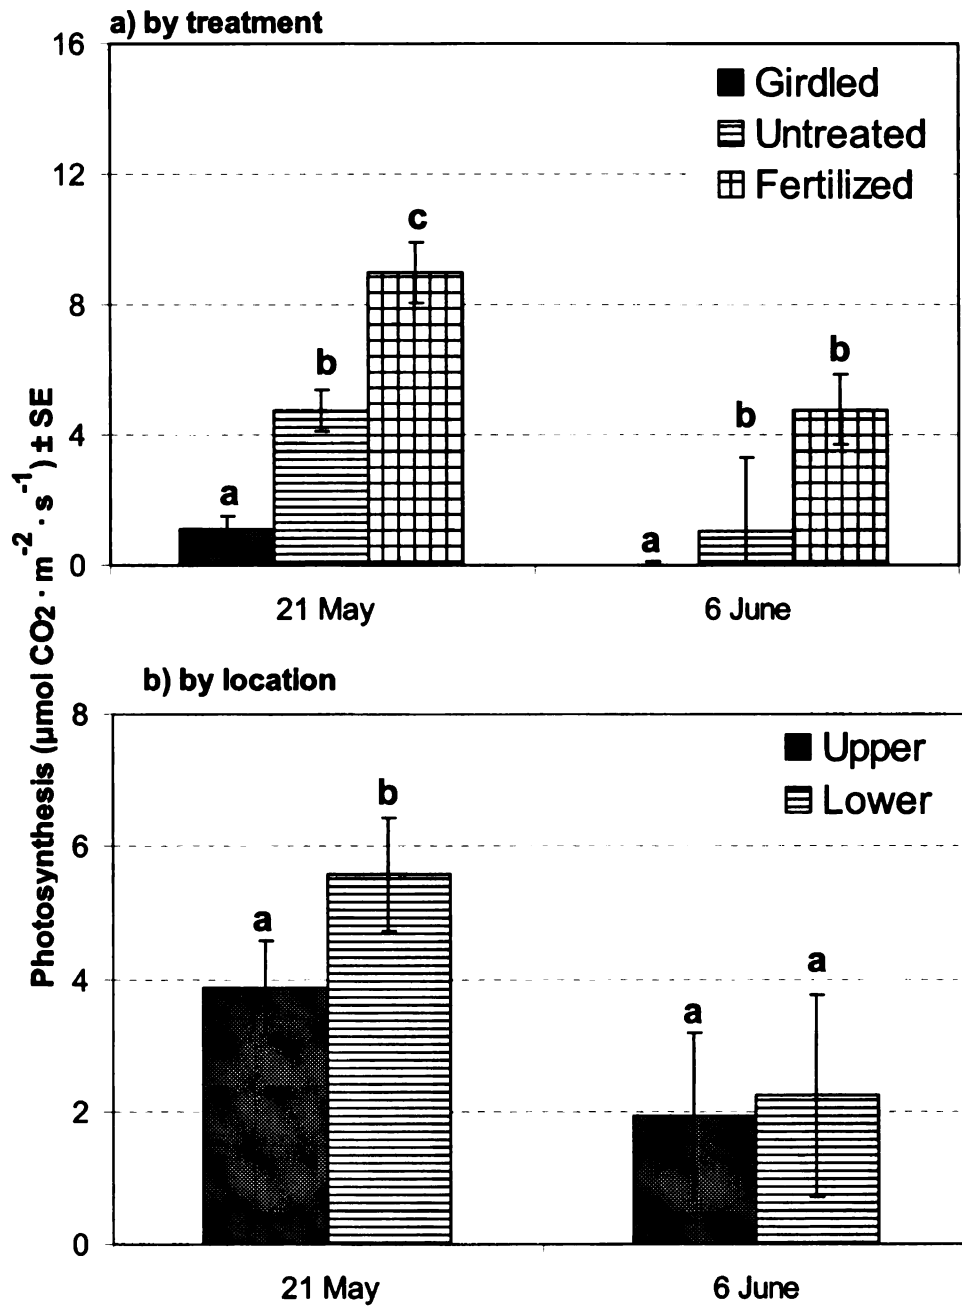 a) by treatment
16
12
8
4
0
Girdled
Untreated
Fertilized
a
b
c
a
b
b
21 May
6 June
Photosynthesis (µmol CO2 · m-2 · s-1) ± SE
b) by location
8
6
4
2
0
Upper
Lower
a
b
a
a
21 May
6 June